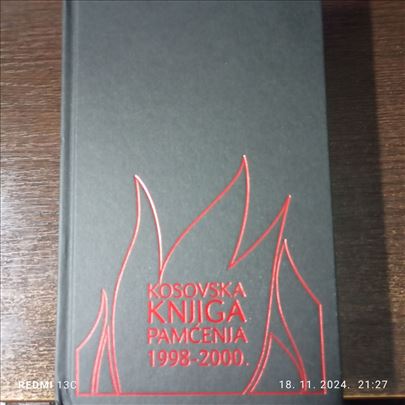 KOSOVSKA
KNJIGA
PAMĆENJA
1998-2000.
REDMI 13C
18. 11. 2024. 21:27